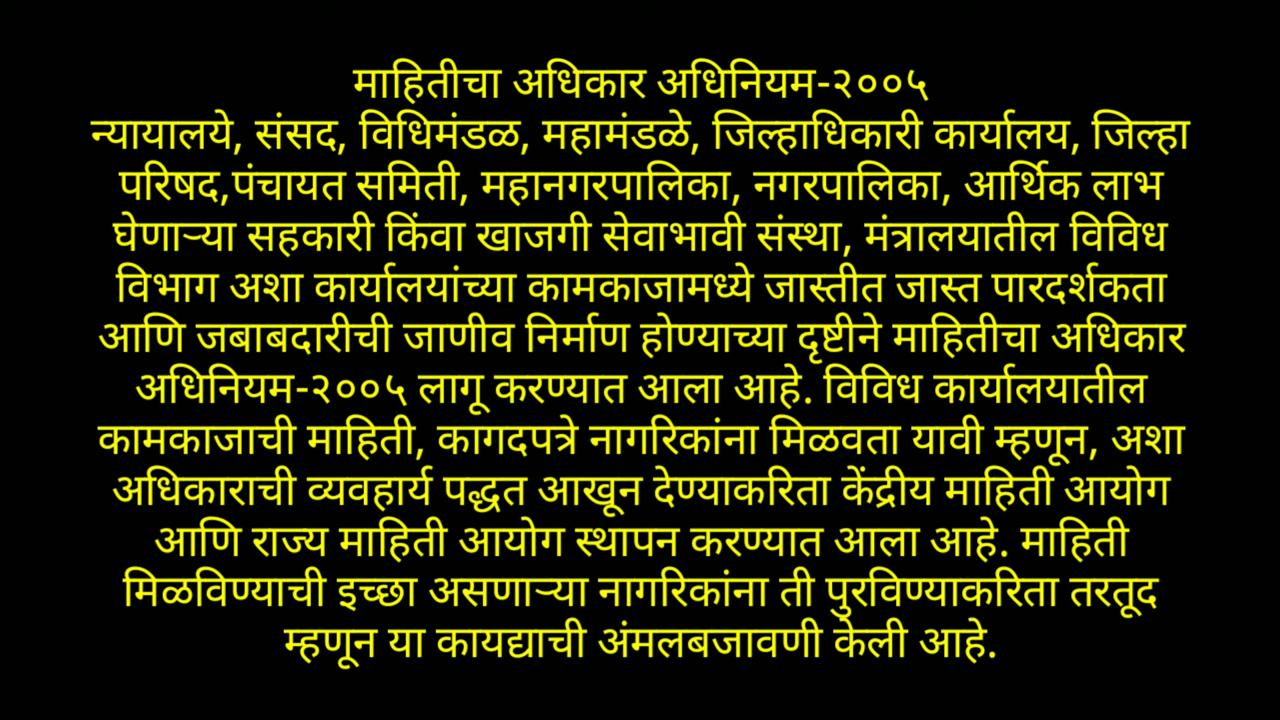 माहितीचा अधिकार अधिनियम-२००५
न्यायालये, संसद, विधिमंडळ, महामंडळे, जिल्हाधिकारी कार्यालय, जिल्हा
परिषद,पंचायत समिती, महानगरपालिका, नगरपालिका, आर्थिक लाभ
घेणाऱ्या सहकारी किंवा खाजगी सेवाभावी संस्था, मंत्रालयातील विविध
विभाग अशा कार्यालयांच्या कामकाजामध्ये जास्तीत जास्त पारदर्शकता
आणि जबाबदारीची जाणीव निर्माण होण्याच्या दृष्टीने माहितीचा अधिकार
अधिनियम-२००५ लागू करण्यात आला आहे. विविध कार्यालयातील
कामकाजाची माहिती, कागदपत्रे नागरिकांना मिळवता यावी म्हणून, अशा
अधिकाराची व्यवहार्य पद्धत आखून देण्याकरिता केंद्रीय माहिती आयोग
आणि राज्य माहिती आयोग स्थापन करण्यात आला आहे. माहिती
मिळविण्याची इच्छा असणाऱ्या नागरिकांना ती पुरविण्याकरिता तरतूद
म्हणून या कायद्याची अंमलबजावणी केली आहे.